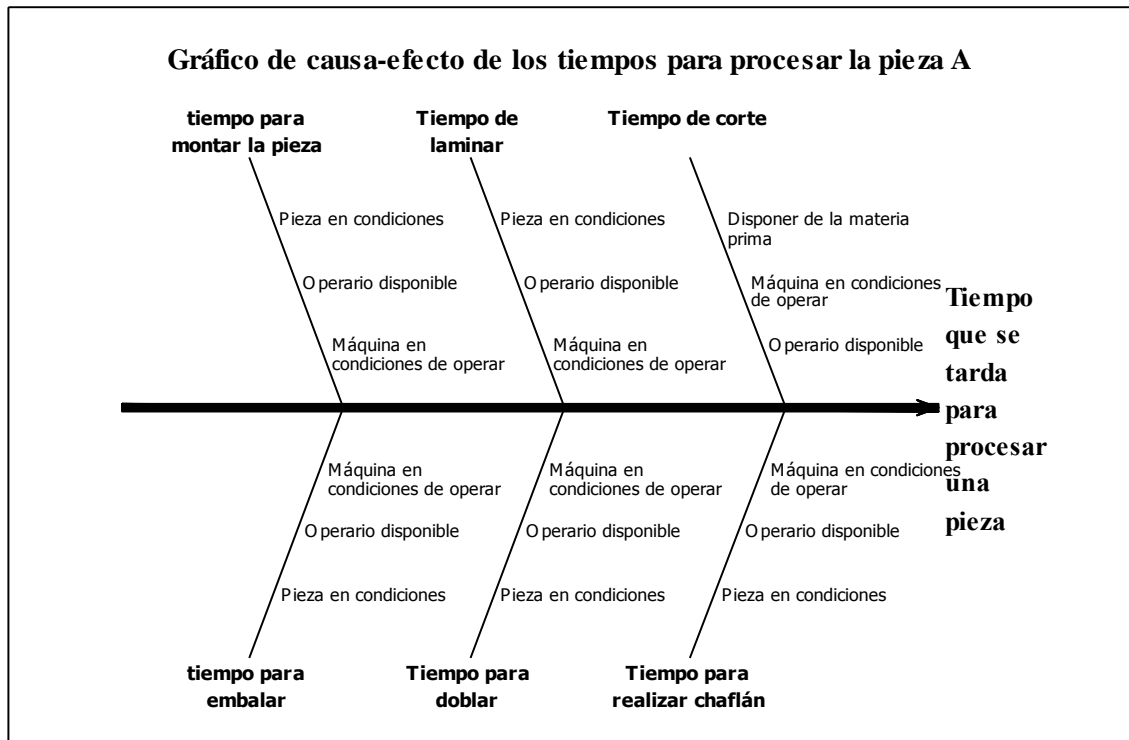 Gráfico de causa-efecto de los tiempos para procesar la pieza A
tiempo para
montar la pieza
Tiempo de
laminar
Tiempo de corte
Pieza en condiciones
Operario disponible
Máquina en
condiciones de operar
Pieza en condiciones
Operario disponible
Máquina en
condiciones de operar
Disponer de la materia
prima
Máquina en condiciones
de operar
Operario disponible
Tiempo
que se
tarda
para
procesar
una
pieza
Máquina en
condiciones de operar
Operario disponible
Pieza en condiciones
Máquina en
condiciones de operar
Operario disponible
Pieza en condiciones
Máquina en condiciones
de operar
Operario disponible
Pieza en condiciones
tiempo para
embalar
Tiempo para
doblar
Tiempo para
realizar chaflán